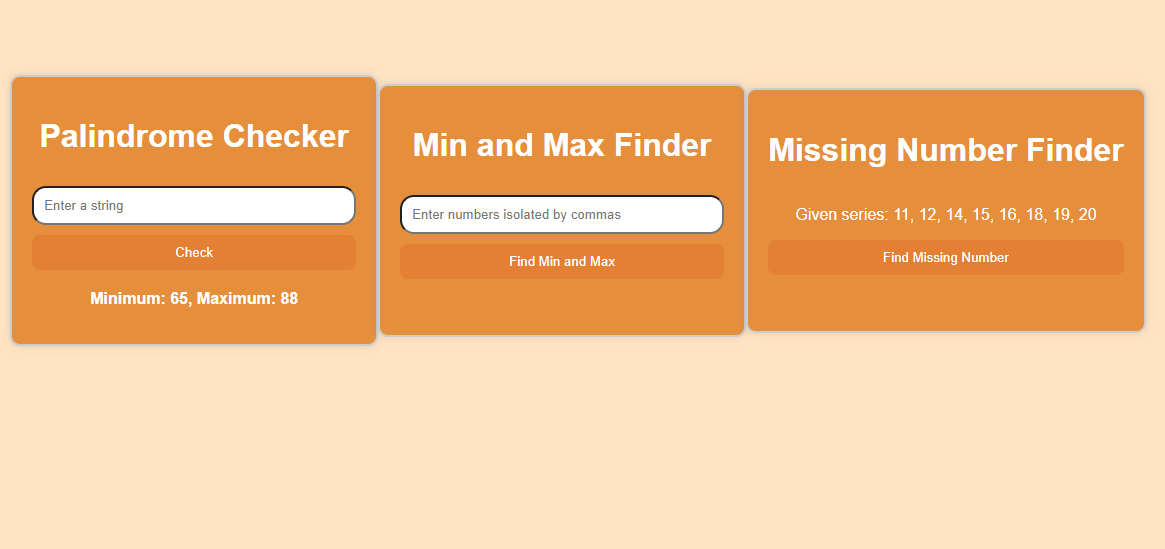 Palindrome Checker
Enter a string
Check
Minimum: 65, Maximum: 88
Min and Max Finder
Enter numbers isolated by commas
Find Min and Max
Missing Number Finder
Given series: 11, 12, 14, 15, 16, 18, 19, 20
Find Missing Number